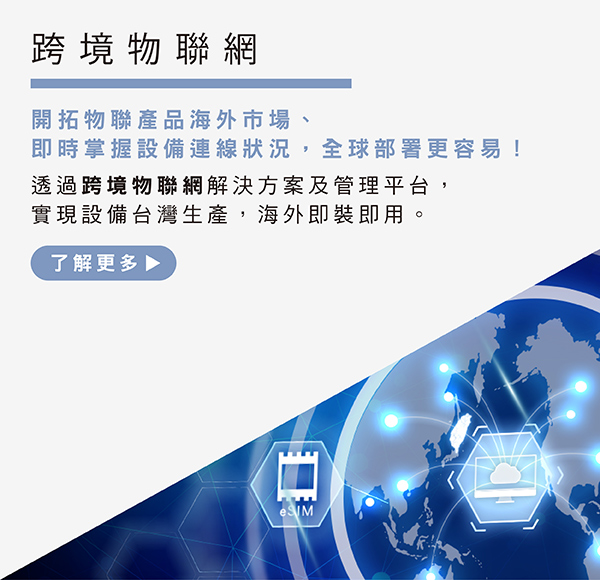 跨境物聯網
開拓物聯產品海外市場、
即時掌握設備連線狀況，全球部署更容易！
透過跨境物聯網解決方案及管理平台，
實現設備台灣生產，海外即裝即用。
了解更多▶
eSIM